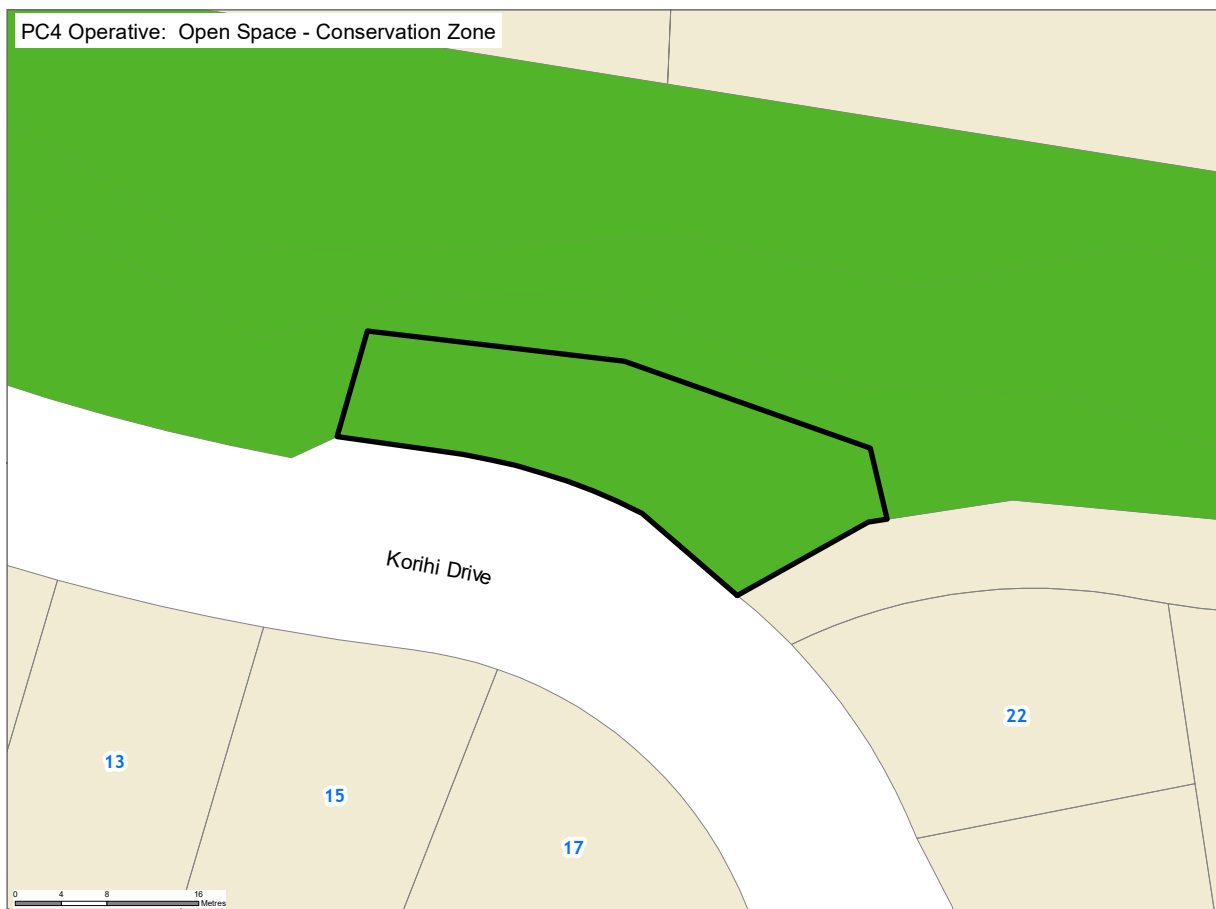 PC4 Operative: Open Space - Conservation Zone
Korihi Drive
22
13
15
17
0 4 8 16
Metres